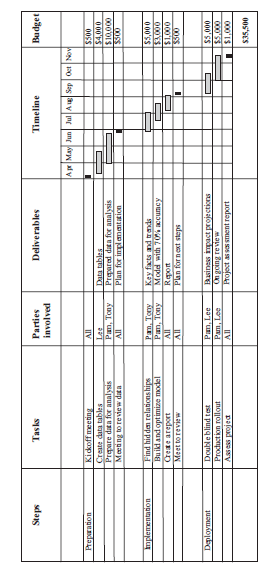 Steps Tasks Parties involved Deliverables Timeline Budget
Apr May Jun Jul Aug Sep Oct Nov
Preparation Kickoff meeting All $500
Create data tables Lee Data tables $4,000
Prepare data for analysis Pam, Tony Prepared data for analysis $10,000
Meeting to review data All Plan for implementation $500
Implementation Find hidden relationships Pam, Tony Key facts and trends $5,000
Build and optimize model Pam, Tony Model with 70% accuracy $3,000
Create a report All Report $1,000
Meet to review All Plan for next steps $500
Deployment Double blind test Pam, Lee Business impact projections $5,000
Production rollout Pam, Lee Ongoing review $5,000
Assess project All Project assessment report $1,000
$35,500